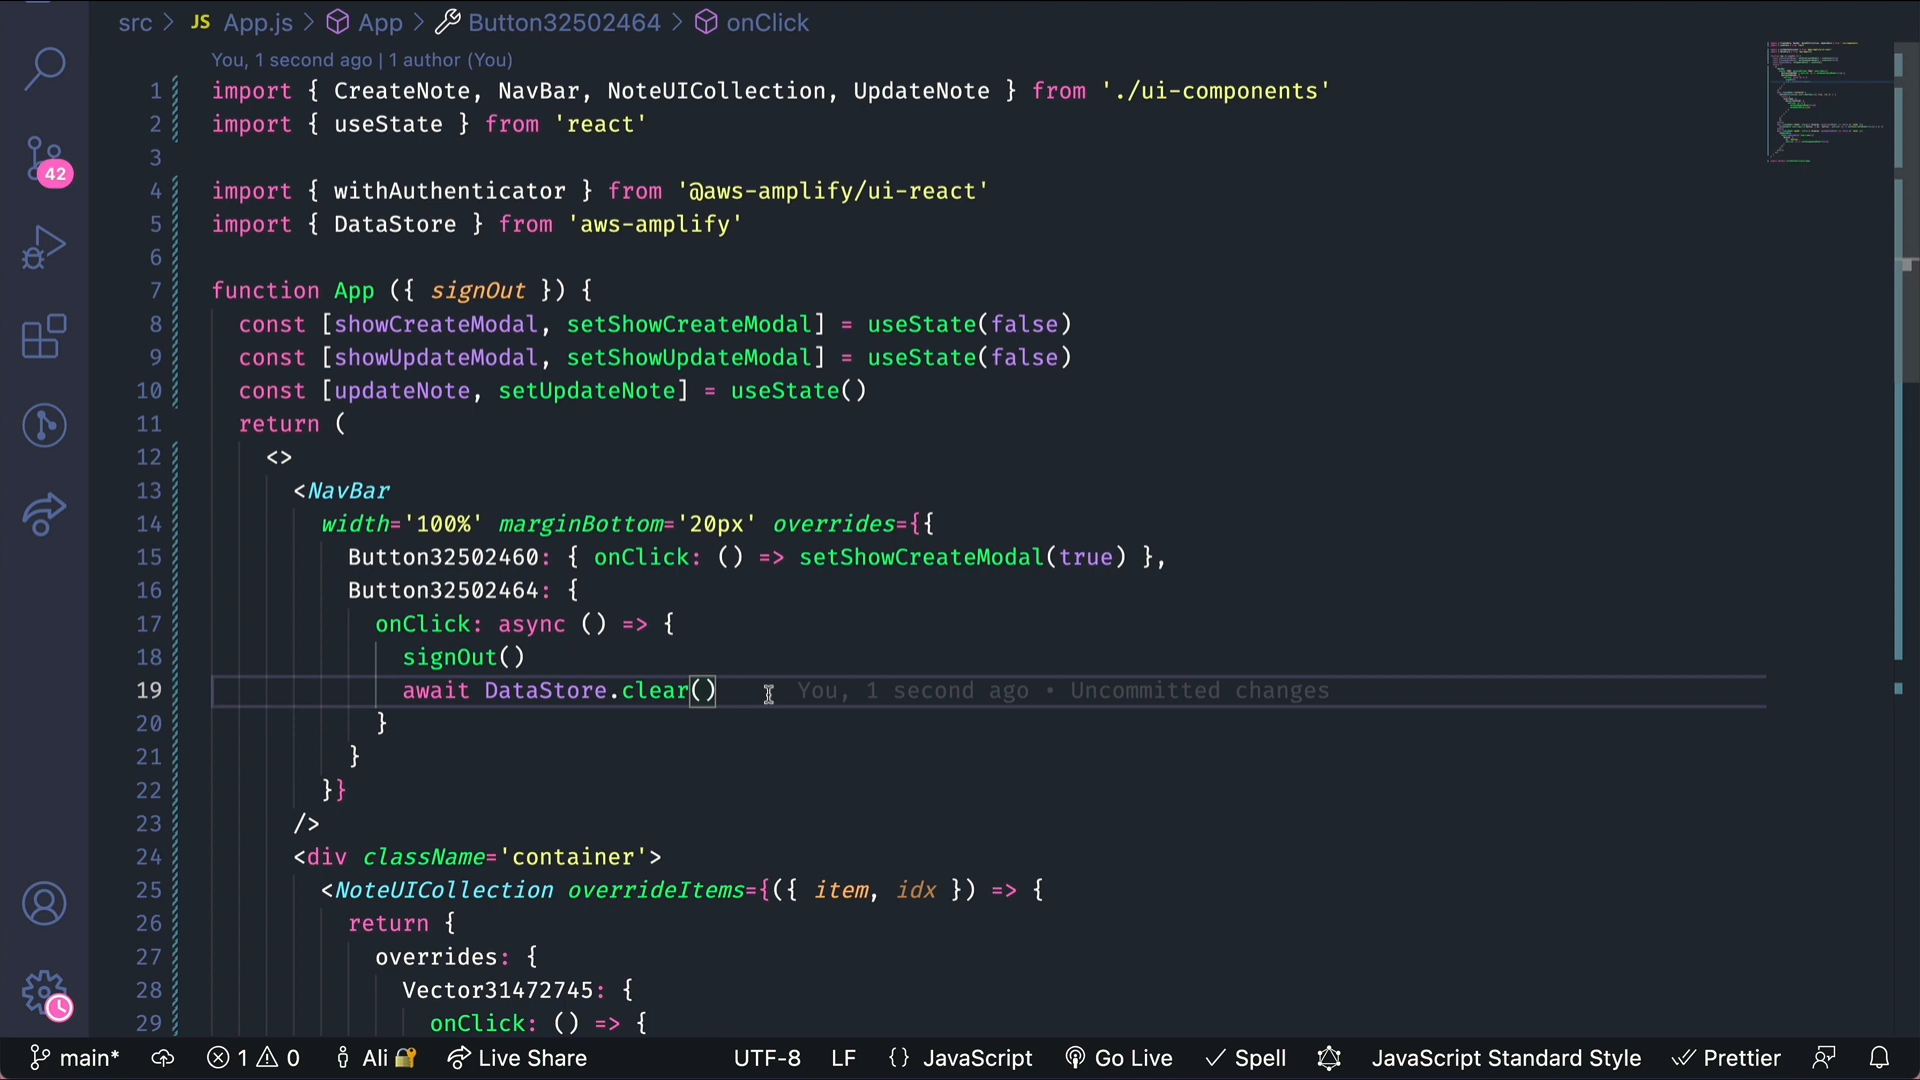 src > JS App.js > App > Button32502464 > onClick
You, 1 second ago | 1 author (You)
1 import { CreateNote, NavBar, NoteUICollection, UpdateNote } from './ui-components'
2 import { useState } from 'react'
3
4 import { withAuthenticator } from '@aws-amplify/ui-react'
5 import { DataStore } from 'aws-amplify'
6
7 function App ({ signOut }) {
8 const [showCreateModal, setShowCreateModal] = useState(false)
9 const [showUpdateModal, setShowUpdateModal] = useState(false)
10 const [updateNote, setUpdateNote] = useState()
11 return (
12 <>
13 <NavBar
14 width='100%' marginBottom='20px' overrides={{
15 Button32502460: { onClick: () => setShowCreateModal(true) },
16 Button32502464: {
17 onClick: async () => {
18 signOut()
19 await DataStore.clear() You, 1 second ago • Uncommitted changes
20 }
21 }
22 }}
23 />
24 <div className='container'>
25 <NoteUICollection overrideItems={({ item, idx }) => {
26 return {
27 overrides: {
28 Vector31472745: {
29 onClick: () => {
42
main* 1 0 Ali Live Share UTF-8 LF {} JavaScript Go Live Spell JavaScript Standard Style Prettier